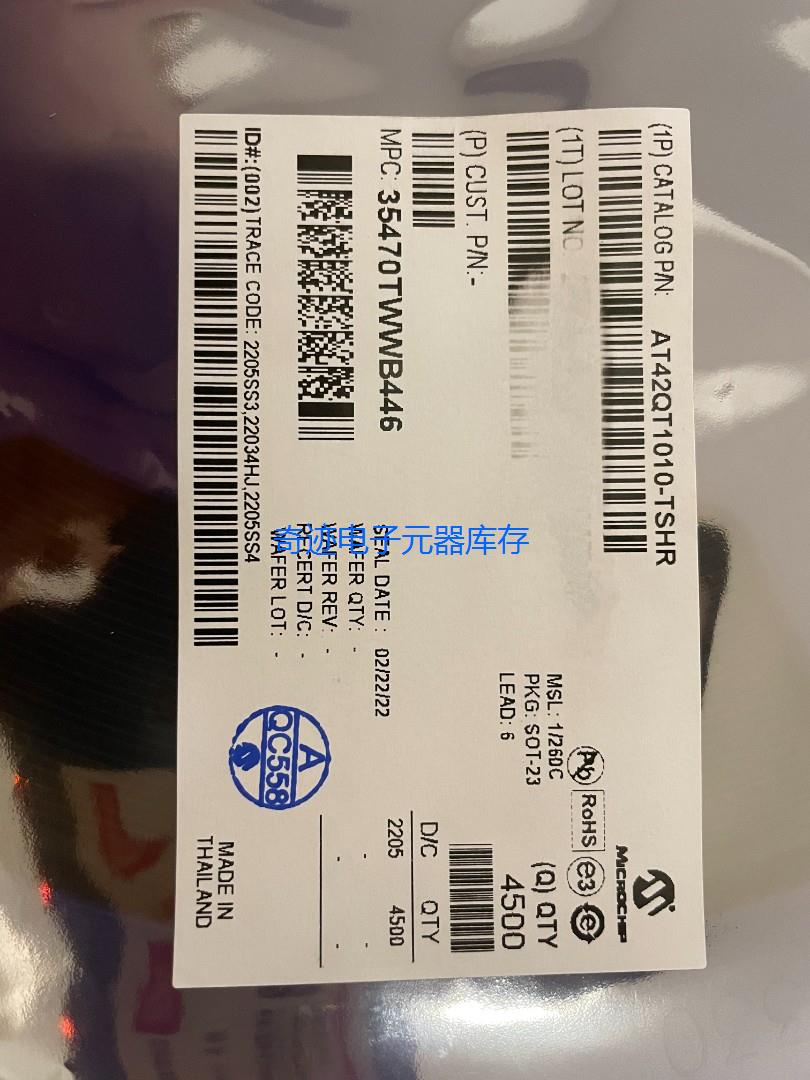 (1P) CATALOG P/N: AT42QT1010-TSHR
(1T) LOT NO
(P) CUST. P/N:-
MPC: 35470TWWB446
ID#:(002)TRACE CODE: 2205SS3,22034HJ,2205SS4
SEAL DATE : 02/22/22
WAFER QTY: -
WAFER REV: -
RECERT D/C: -
WAFER LOT: -
奇迹电子元器库存
MICROCHIP
Pb
RoHS
e3
e
MSL: 1/260C
PKG: SOT-23
LEAD: 6
(Q) QTY
4500
D/C QTY
2205 4500
- -
- -
A
QC558
MADE IN
THAILAND